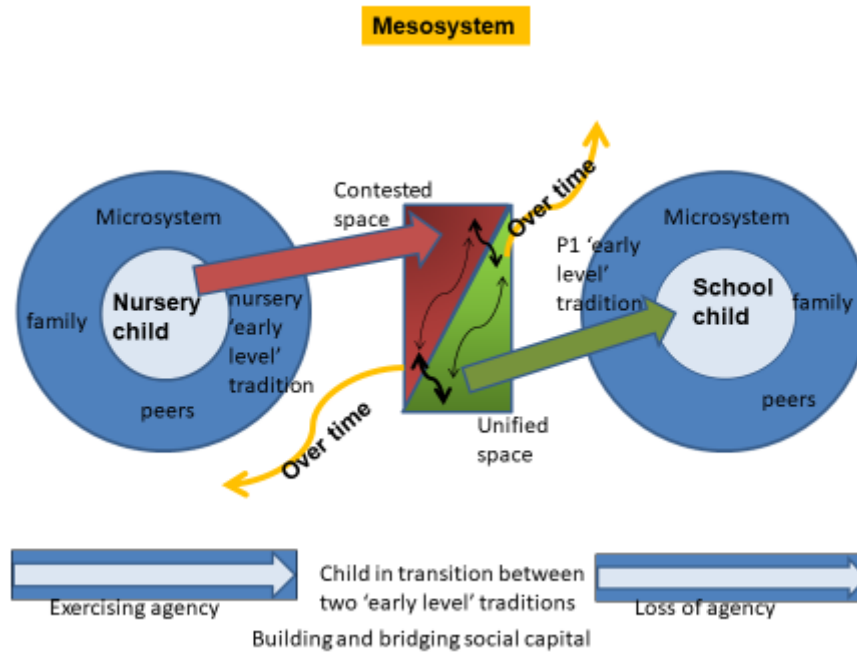 Mesosystem
Contested
space
Over time
Microsystem
Nursery
child
family
nursery
'early
level'
tradition
peers
Microsystem
P1 'early
level'
tradition
School
child
family
peers
Over time
Unified
space
Exercising agency
Child in transition between
two 'early level' traditions
Loss of agency
Building and bridging social capital